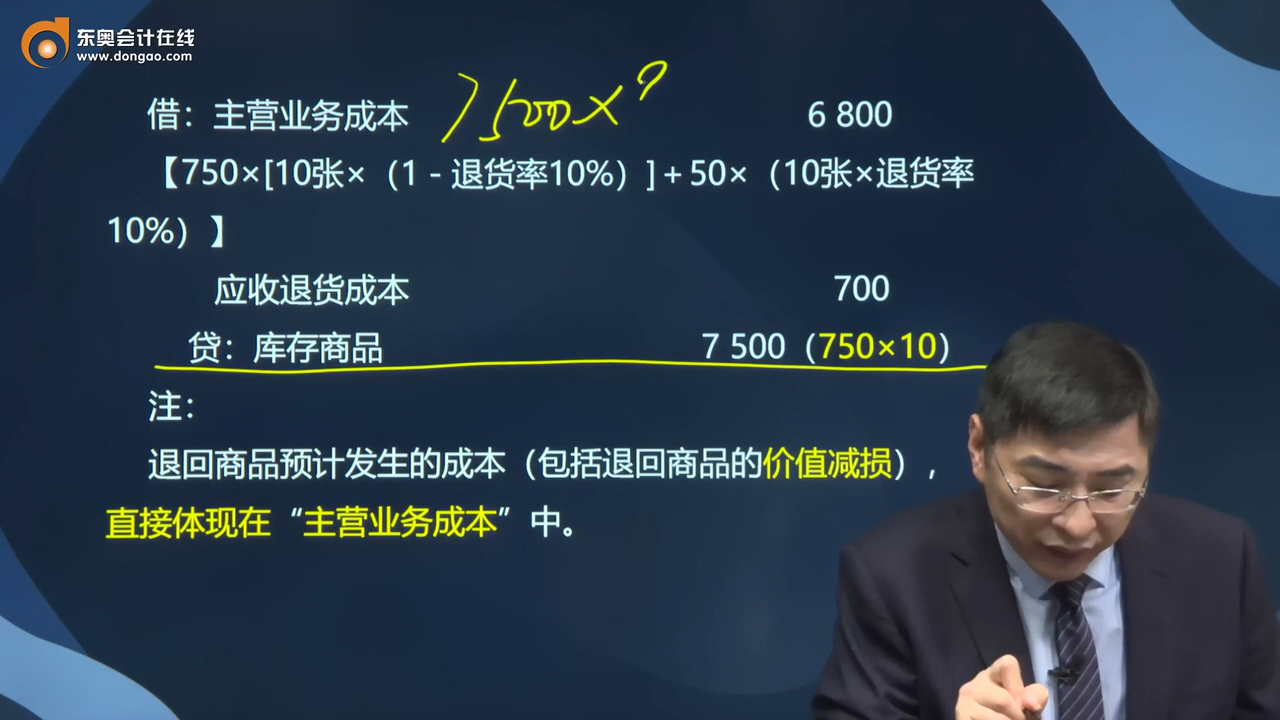 东奥会计在线
www.dongao.com
借：主营业务成本 7500× 6 800
【750×[10张×（1－退货率10%）]＋50×（10张×退货率
10%）】
应收退货成本 700
贷：库存商品 7 500（750×10）
注：
退回商品预计发生的成本（包括退回商品的价值减损），
直接体现在“主营业务成本”中。